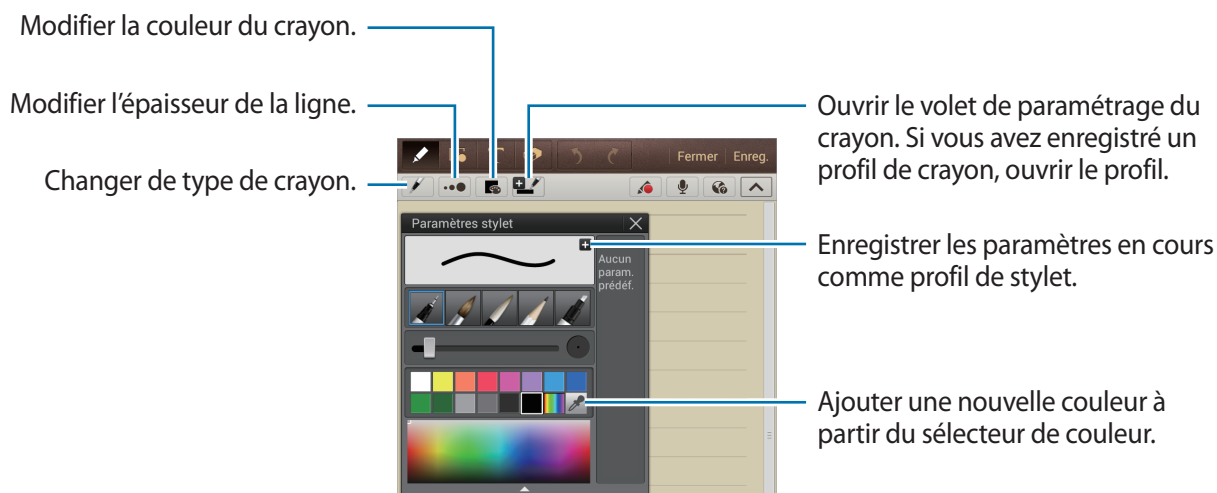 Modifier la couleur du crayon.
Modifier l'épaisseur de la ligne.
Changer de type de crayon.
Fermer
Enreg.
Paramètres stylet
Aucun
param.
prédéf.
Ouvrir le volet de paramétrage du
crayon. Si vous avez enregistré un
profil de crayon, ouvrir le profil.
Enregistrer les paramètres en cours
comme profil de stylet.
Ajouter une nouvelle couleur à
partir du sélecteur de couleur.